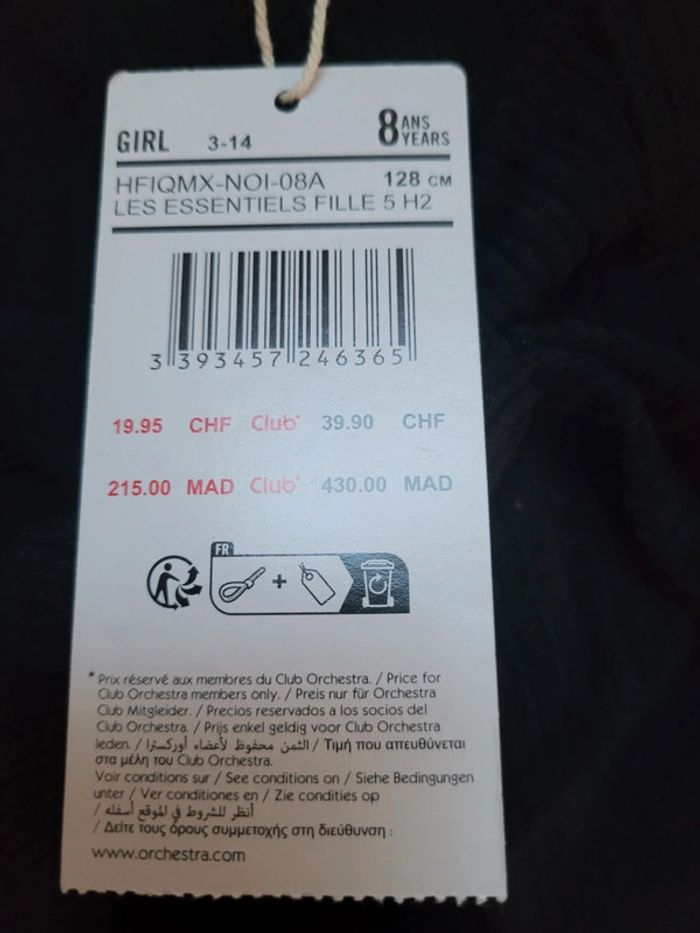 GIRL 3-14 8 ANS YEARS
HFIQMX-NOI-08A 128 CM
LES ESSENTIELS FILLE 5 H2
3 393457 246365
19.95 CHF Club* 39.90 CHF
215.00 MAD Club* 430.00 MAD
FR
* Prix réservé aux membres du Club Orchestra. / Price for
Club Orchestra members only. / Preis nur für Orchestra
Club Mitglieder. / Precios reservados a los socios del
Club Orchestra. / Prijs enkel geldig voor Club Orchestra
leden. / الثمن محفوظ لأعضاء أوركسترا / Τιμή που απευθύνεται
στα μέλη του Club Orchestra.
Voir conditions sur / See conditions on / Siehe Bedingungen
unter / Ver conditiones en / Zie condities op
/ أنظر للشروط في الموقع أسفله
/ Δείτε τους όρους συμμετοχής στη διεύθυνση :
www.orchestra.com